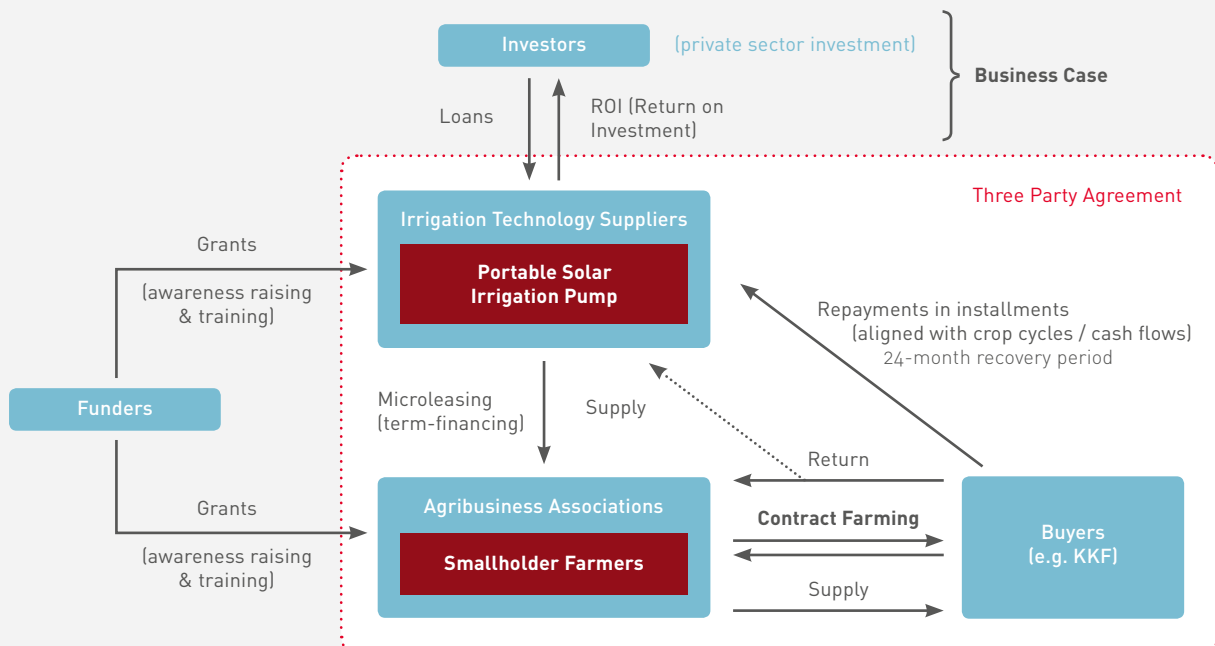 Investors
(private sector investment)
Business Case
Loans
ROI (Return on
Investment)
Three Party Agreement
Irrigation Technology Suppliers
Portable Solar
Irrigation Pump
Grants
(awareness raising
& training)
Repayments in installments
(aligned with crop cycles / cash flows)
24-month recovery period
Funders
Microleasing
(term-financing)
Supply
Return
Grants
(awareness raising
& training)
Agribusiness Associations
Smallholder Farmers
Contract Farming
Supply
Buyers
(e.g. KKF)